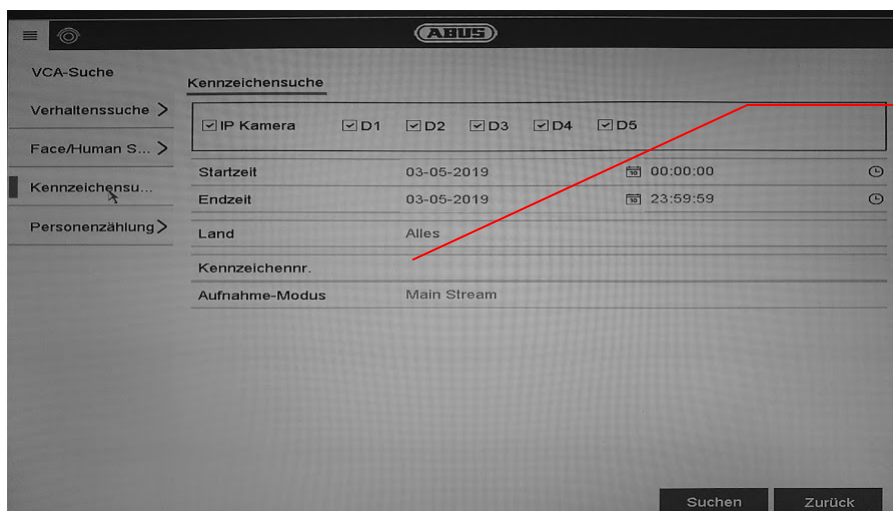 ABUS
VCA-Suche
Verhaltenssuche
Face/Human S...
Kennzeichensu...
Personenzählung
Kennzeichensuche
IP Kamera D1 D2 D3 D4 D5
Startzeit 03-05-2019 00:00:00
Endzeit 03-05-2019 23:59:59
Land Alles
Kennzeichennr.
Aufnahme-Modus Main Stream
Suchen Zurück